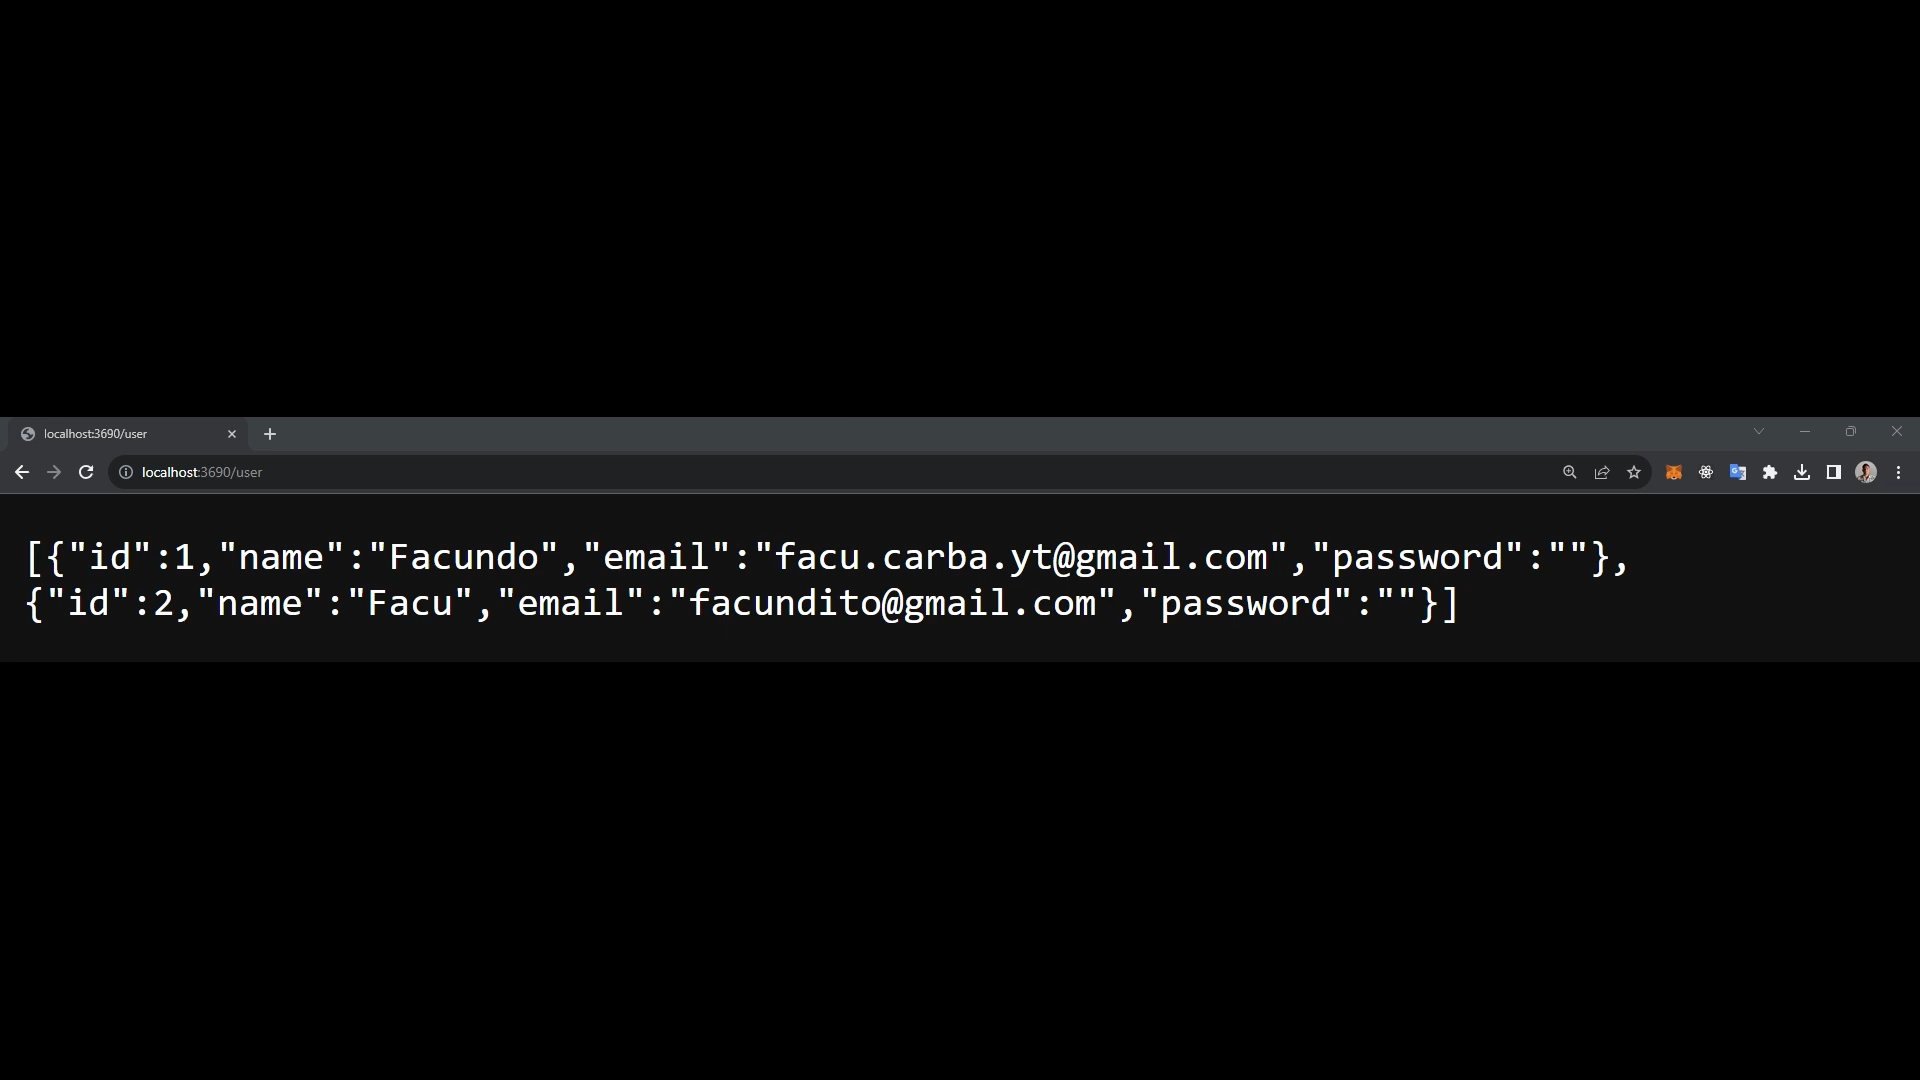 localhost:3690/user
localhost:3690/user
[{"id":1,"name":"Facundo","email":"facu.carba.yt@gmail.com","password":""},
{"id":2,"name":"Facu","email":"facundito@gmail.com","password":""}]